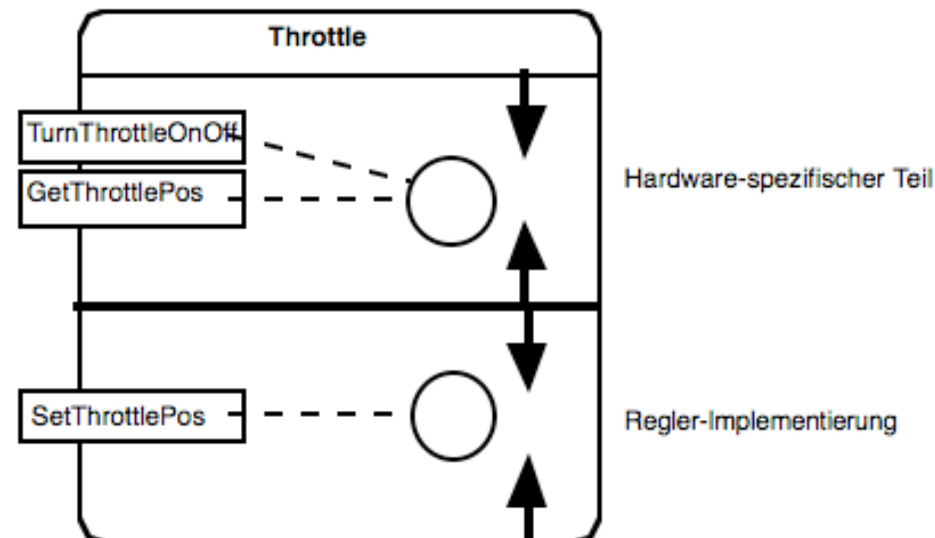 Throttle
TurnThrottleOnOff
GetThrottlePos
Hardware-spezifischer Teil
SetThrottlePos
Regler-Implementierung